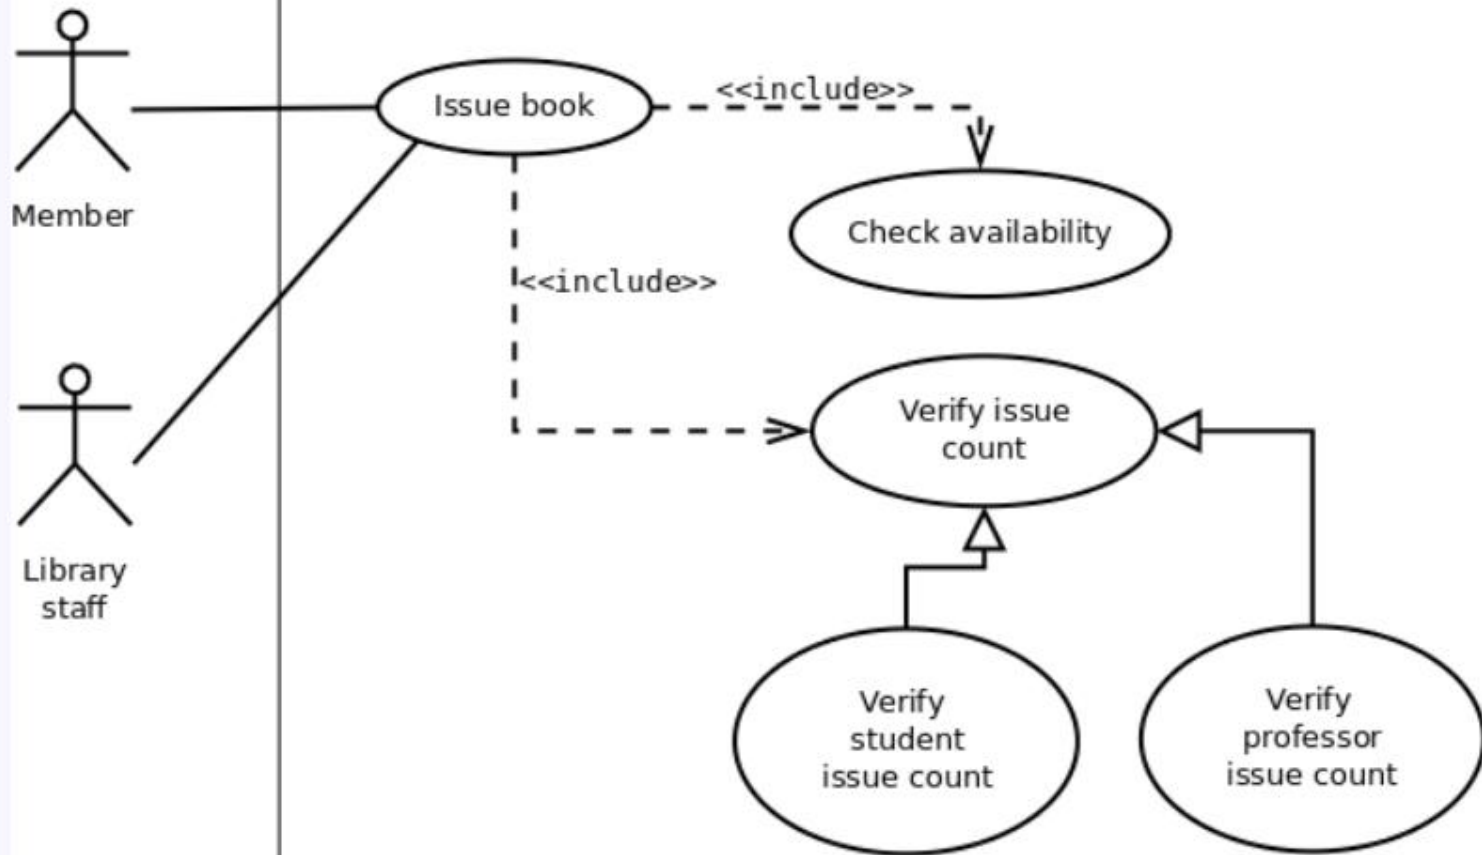 Issue book
<<include>>
Check availability
Member
<<include>>
Verify issue
count
Library
staff
Verify
student
issue count
Verify
professor
issue count